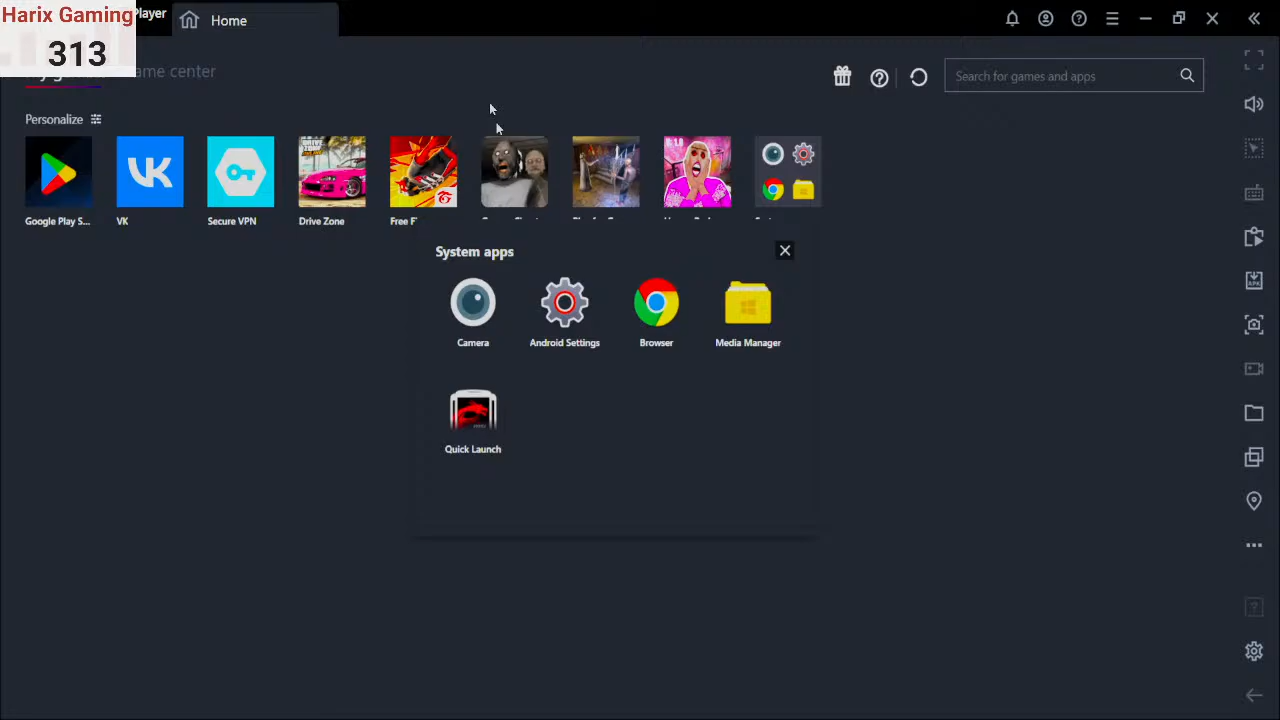 Harix Gaming
313
Player
Home
ame center
Search for games and apps
Personalize
Google Play S...
VK
Secure VPN
Drive Zone
Free F
System apps
Camera
Android Settings
Browser
Media Manager
Quick Launch